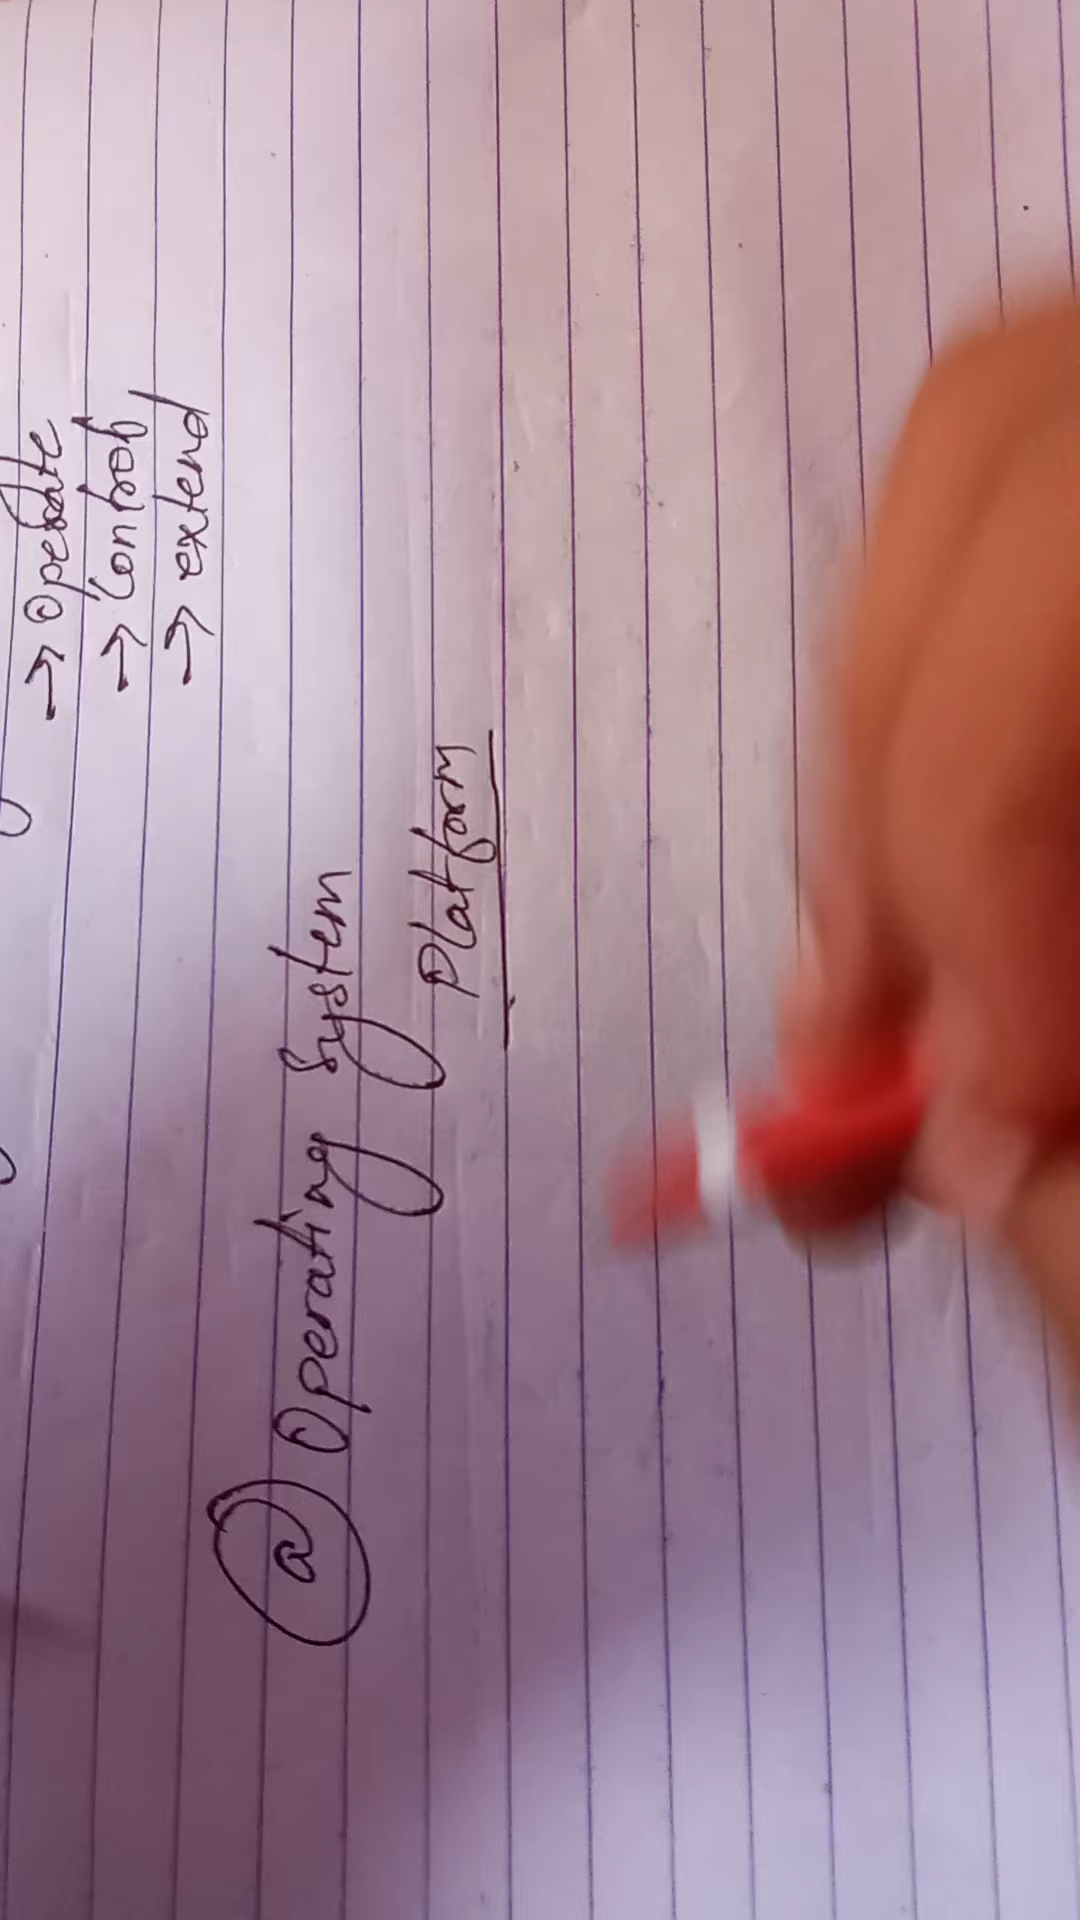 → Operate
→ Control
→ extend
(a) Operating System
Platform